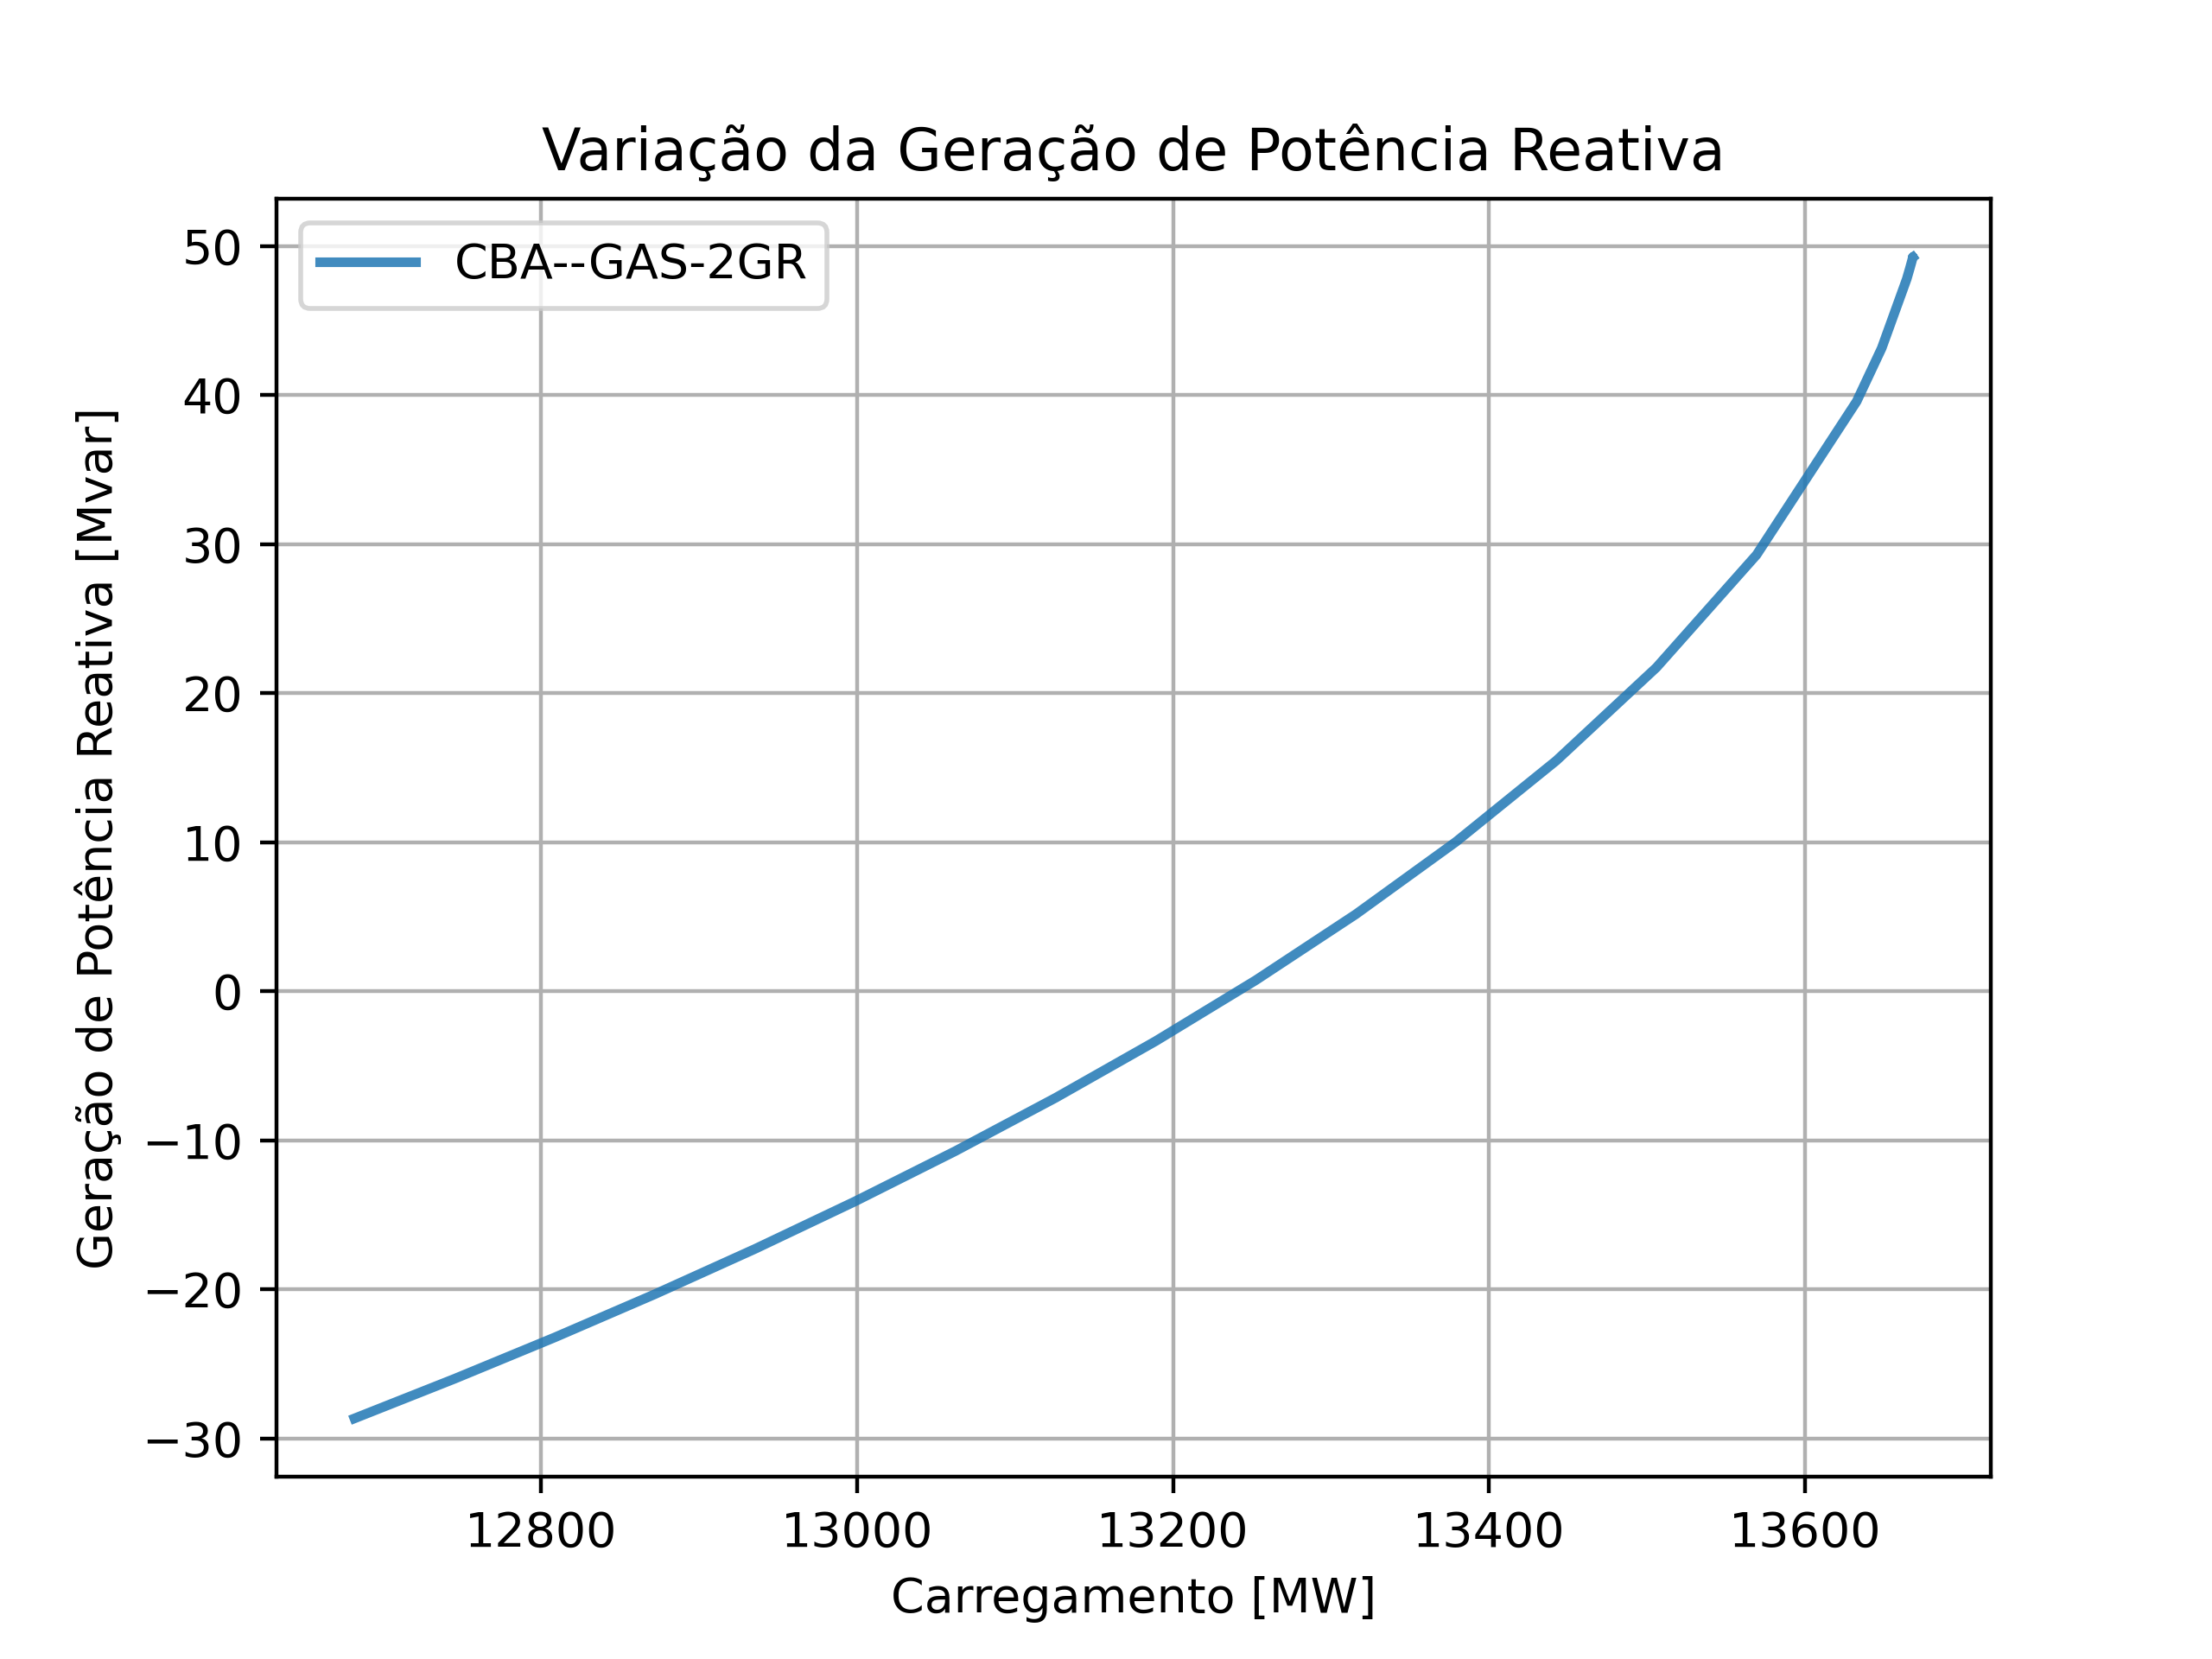 Variação da Geração de Potência Reativa
CBA--GAS-2GR
Geração de Potência Reativa [Mvar]
50
40
30
20
10
0
−10
−20
−30
12800 13000 13200 13400 13600
Carregamento [MW]